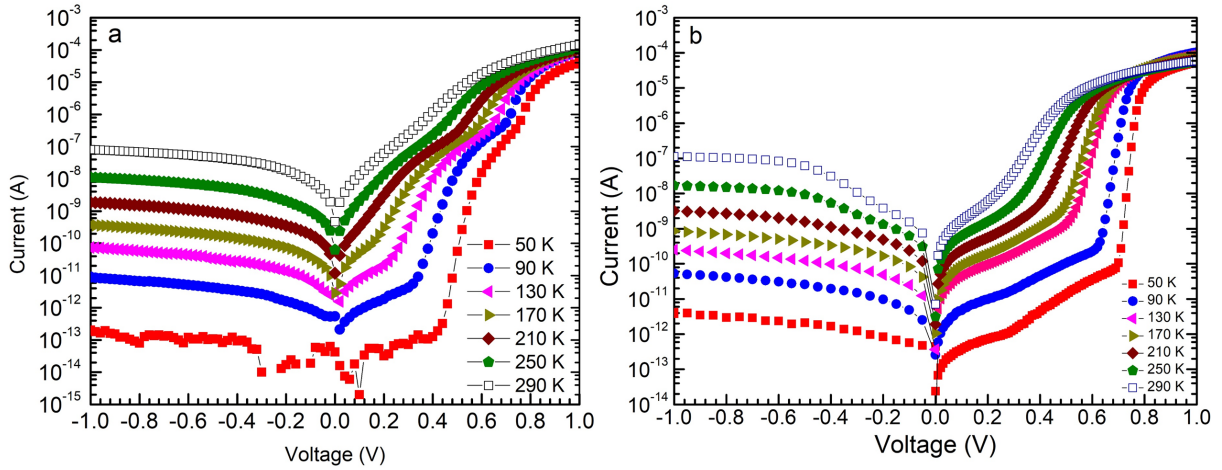 a
10⁻³
10⁻⁴
10⁻⁵
10⁻⁶
10⁻⁷
10⁻⁸
10⁻⁹
10⁻¹⁰
10⁻¹¹
10⁻¹²
10⁻¹³
10⁻¹⁴
10⁻¹⁵
Current (A)
-1.0 -0.8 -0.6 -0.4 -0.2 0.0 0.2 0.4 0.6 0.8 1.0
Voltage (V)
50 K
90 K
130 K
170 K
210 K
250 K
290 K
b
10⁻³
10⁻⁴
10⁻⁵
10⁻⁶
10⁻⁷
10⁻⁸
10⁻⁹
10⁻¹⁰
10⁻¹¹
10⁻¹²
10⁻¹³
10⁻¹⁴
Current (A)
-1.0 -0.8 -0.6 -0.4 -0.2 0.0 0.2 0.4 0.6 0.8 1.0
Voltage (V)
50 K
90 K
130 K
170 K
210 K
250 K
290 K